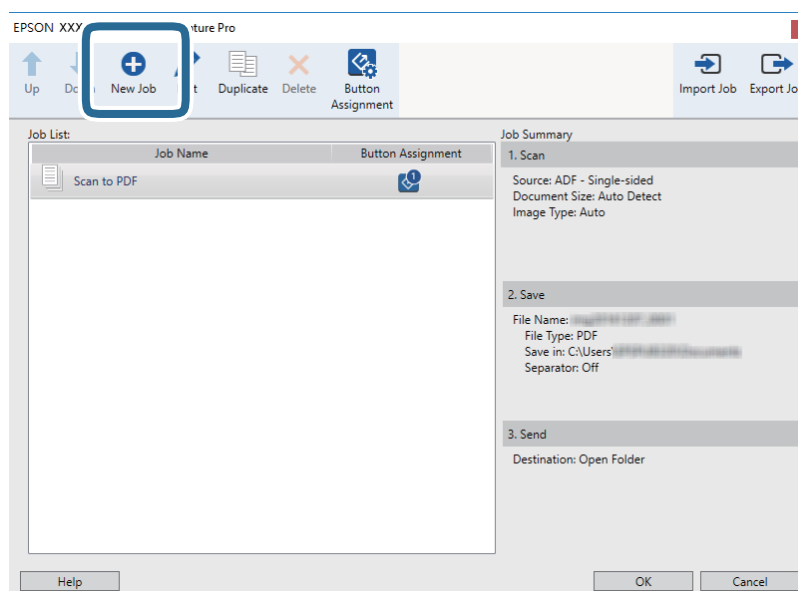 EPSON XXX ture Pro
Up
New Job
Duplicate
Delete
Button
Assignment
Import Job
Export Jo
Job List:
Job Name
Button Assignment
Scan to PDF
1
Job Summary
1. Scan
Source: ADF - Single-sided
Document Size: Auto Detect
Image Type: Auto
2. Save
File Name:
File Type: PDF
Save in: C:\Users\
Separator: Off
3. Send
Destination: Open Folder
Help
OK
Cancel